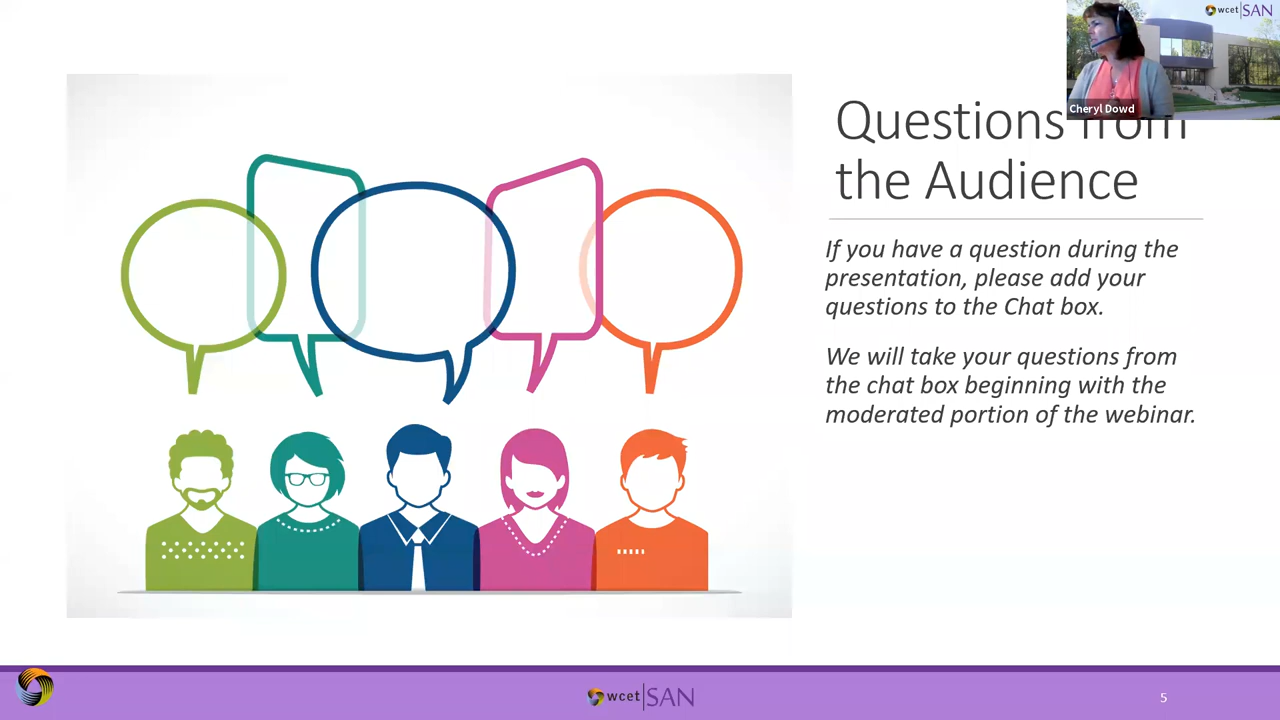 wcet SAN
Cheryl Dowd
Questions from
the Audience
If you have a question during the
presentation, please add your
questions to the Chat box.
We will take your questions from
the chat box beginning with the
moderated portion of the webinar.
wcet SAN
5